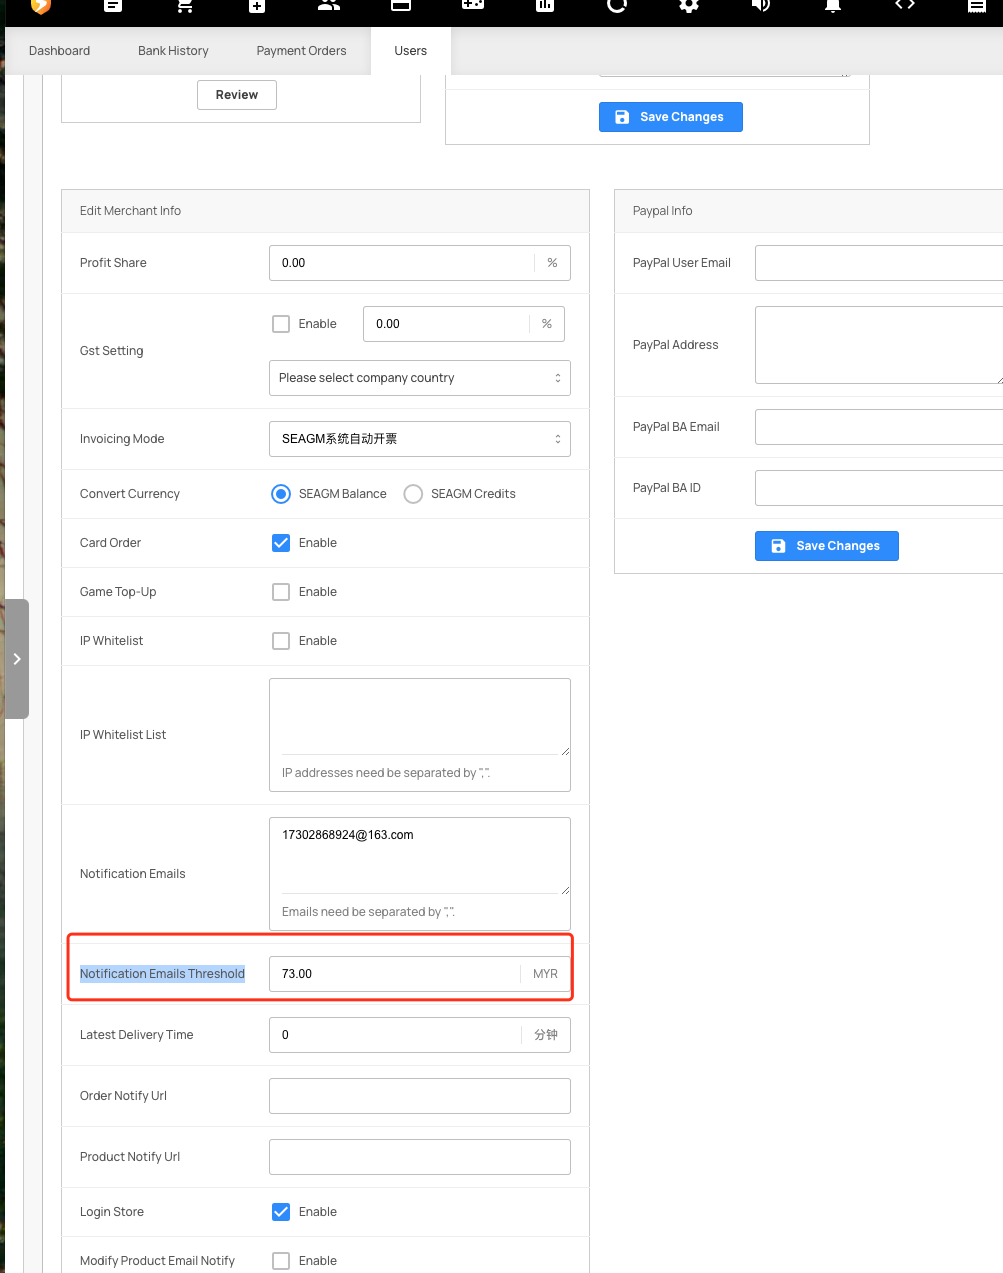 Dashboard
Bank History
Payment Orders
Users
Review
Save Changes
Edit Merchant Info
Profit Share
0.00
%
Gst Setting
Enable
0.00
%
Please select company country
Invoicing Mode
SEAGM系统自动开票
Convert Currency
SEAGM Balance
SEAGM Credits
Card Order
Enable
Game Top-Up
Enable
IP Whitelist
Enable
IP Whitelist List
IP addresses need be separated by ",".
Notification Emails
17302868924@163.com
Emails need be separated by ",".
Notification Emails Threshold
73.00
MYR
Latest Delivery Time
0
分钟
Order Notify Url
Product Notify Url
Login Store
Enable
Modify Product Email Notify
Enable
Paypal Info
PayPal User Email
PayPal Address
PayPal BA Email
PayPal BA ID
Save Changes